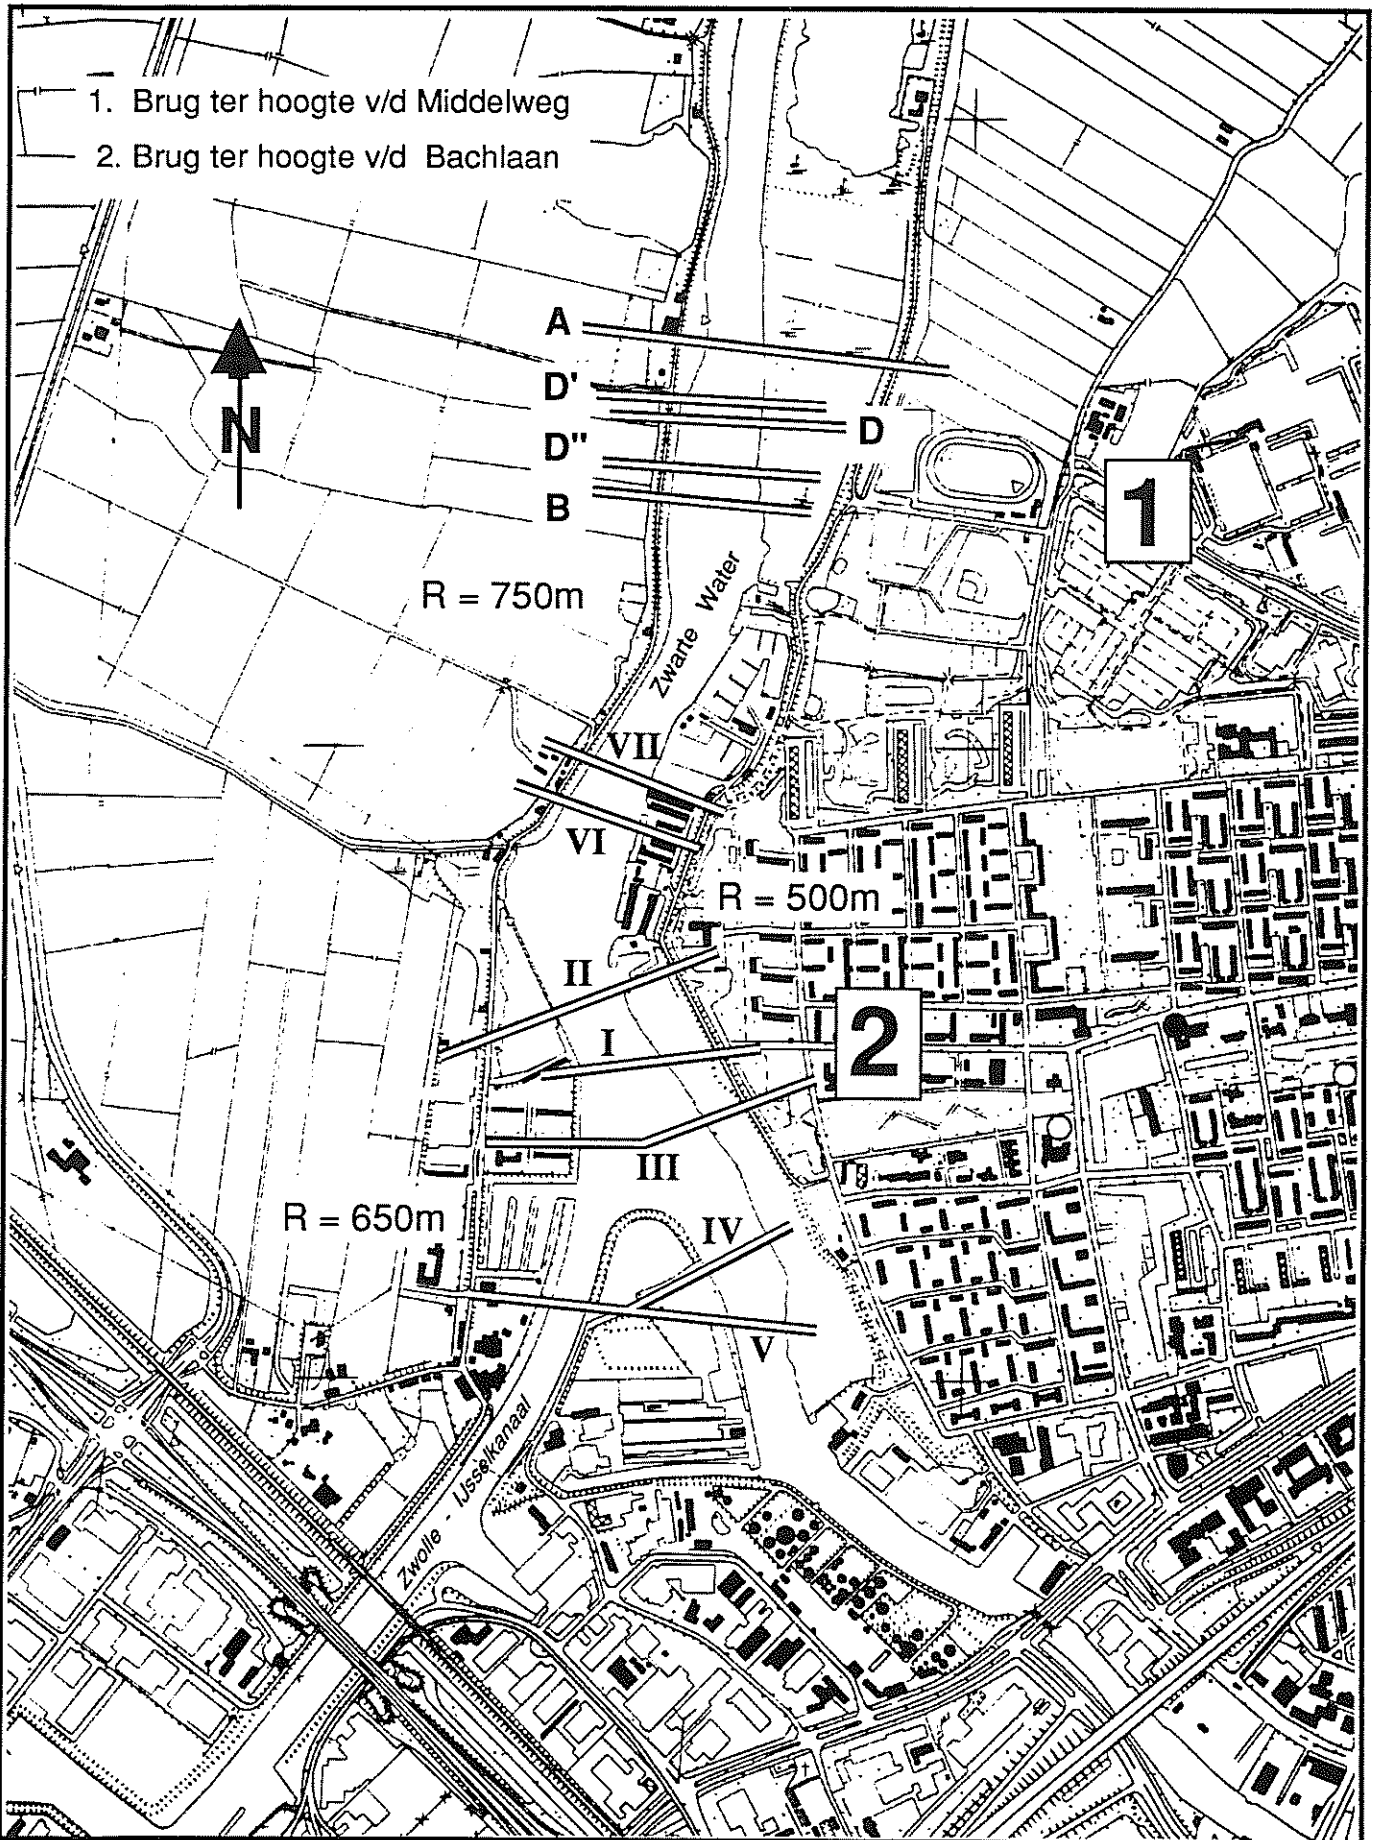 1. Brug ter hoogte v/d Middelweg
2. Brug ter hoogte v/d Bachlaan
N
A
D'
D
D"
B
1
R = 750m
Zwarte Water
VII
VI
R = 500m
II
I
2
III
R = 650m
IV
V
Zwolle - IJsselkanaal